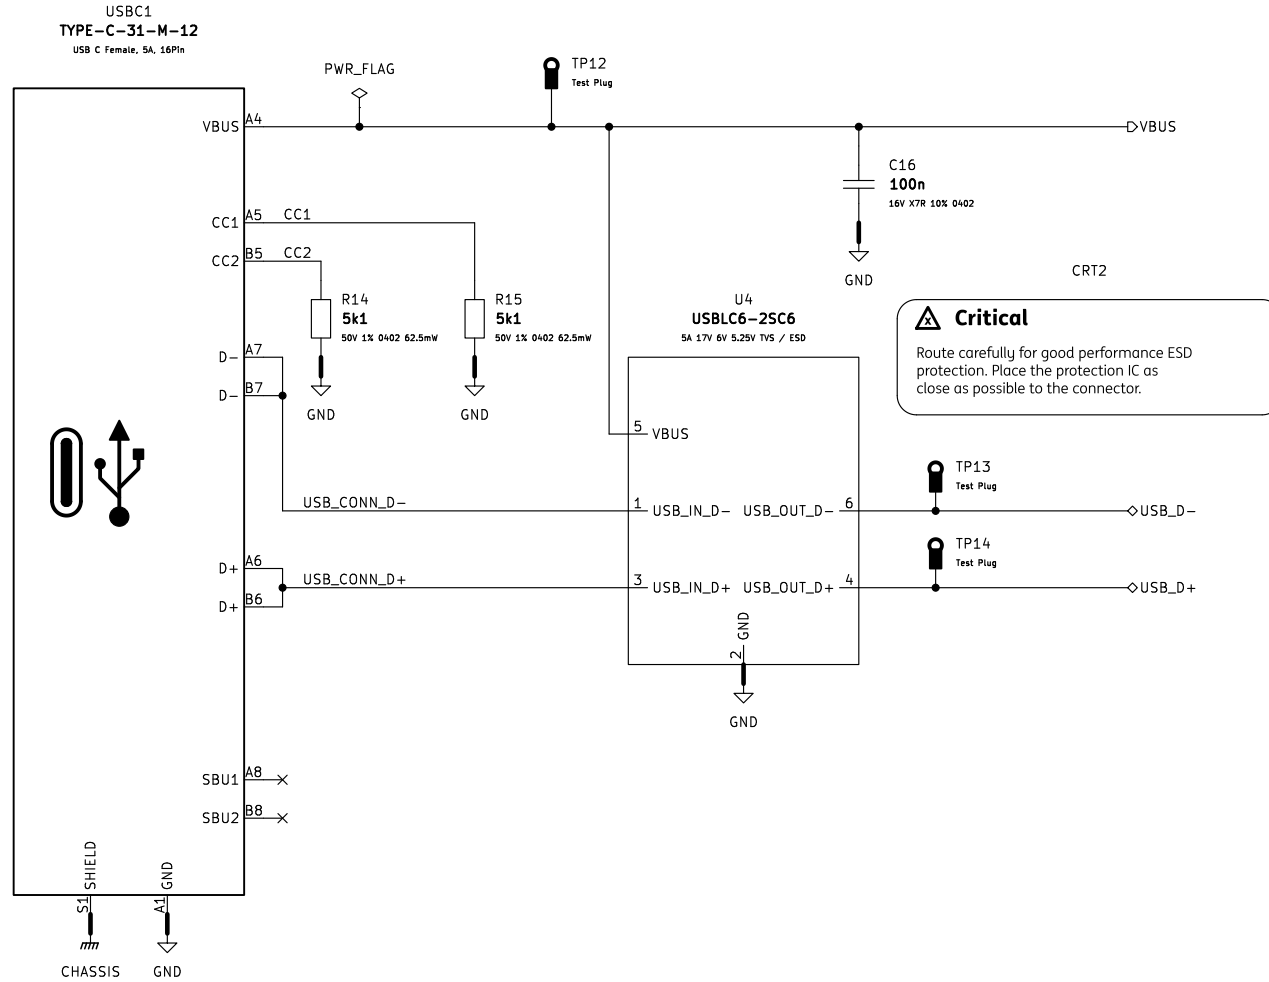 USBC1
TYPE-C-31-M-12
USB C Female, 5A, 16Pin
PWR_FLAG
TP12
Test Plug
VBUS
A4
VBUS
C16
100n
16V X7R 10% 0402
GND
CC1
A5
CC1
CC2
B5
CC2
R14
5k1
50V 1% 0402 62.5mW
GND
R15
5k1
50V 1% 0402 62.5mW
GND
CRT2
Critical
Route carefully for good performance ESD
protection. Place the protection IC as
close as possible to the connector.
U4
USBLC6-2SC6
5A 17V 6V 5.25V TVS / ESD
D-
A7
D-
B7
5
VBUS
TP13
Test Plug
USB_CONN_D-
1
USB_IN_D-
USB_OUT_D-
6
USB_D-
TP14
Test Plug
D+
A6
D+
B6
USB_CONN_D+
3
USB_IN_D+
USB_OUT_D+
4
USB_D+
GND
2
GND
SBU1
A8
SBU2
B8
SHIELD
S1
CHASSIS
GND
A1
GND